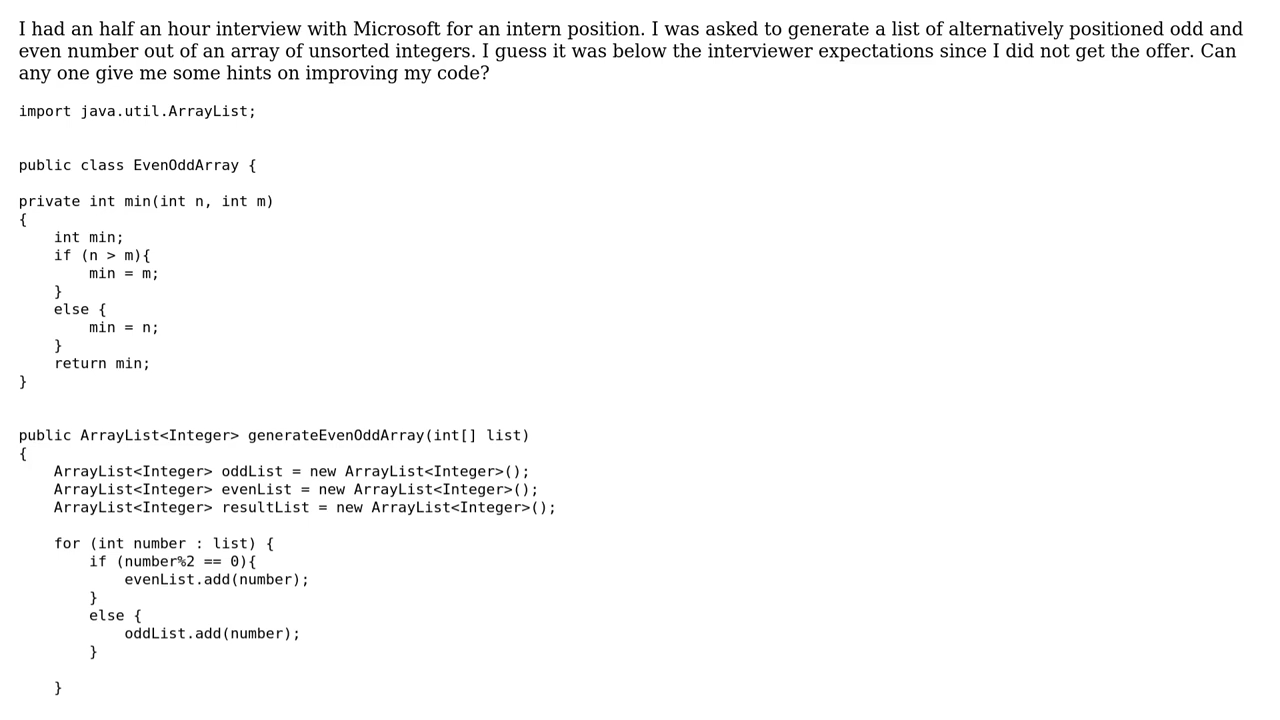 I had an half an hour interview with Microsoft for an intern position. I was asked to generate a list of alternatively positioned odd and
even number out of an array of unsorted integers. I guess it was below the interviewer expectations since I did not get the offer. Can
any one give me some hints on improving my code?
import java.util.ArrayList;
public class EvenOddArray {
private int min(int n, int m)
{
    int min;
    if (n > m){
        min = m;
    }
    else {
        min = n;
    }
    return min;
}
public ArrayList<Integer> generateEvenOddArray(int[] list)
{
    ArrayList<Integer> oddList = new ArrayList<Integer>();
    ArrayList<Integer> evenList = new ArrayList<Integer>();
    ArrayList<Integer> resultList = new ArrayList<Integer>();
    for (int number : list) {
        if (number%2 == 0){
            evenList.add(number);
        }
        else {
            oddList.add(number);
        }
    }